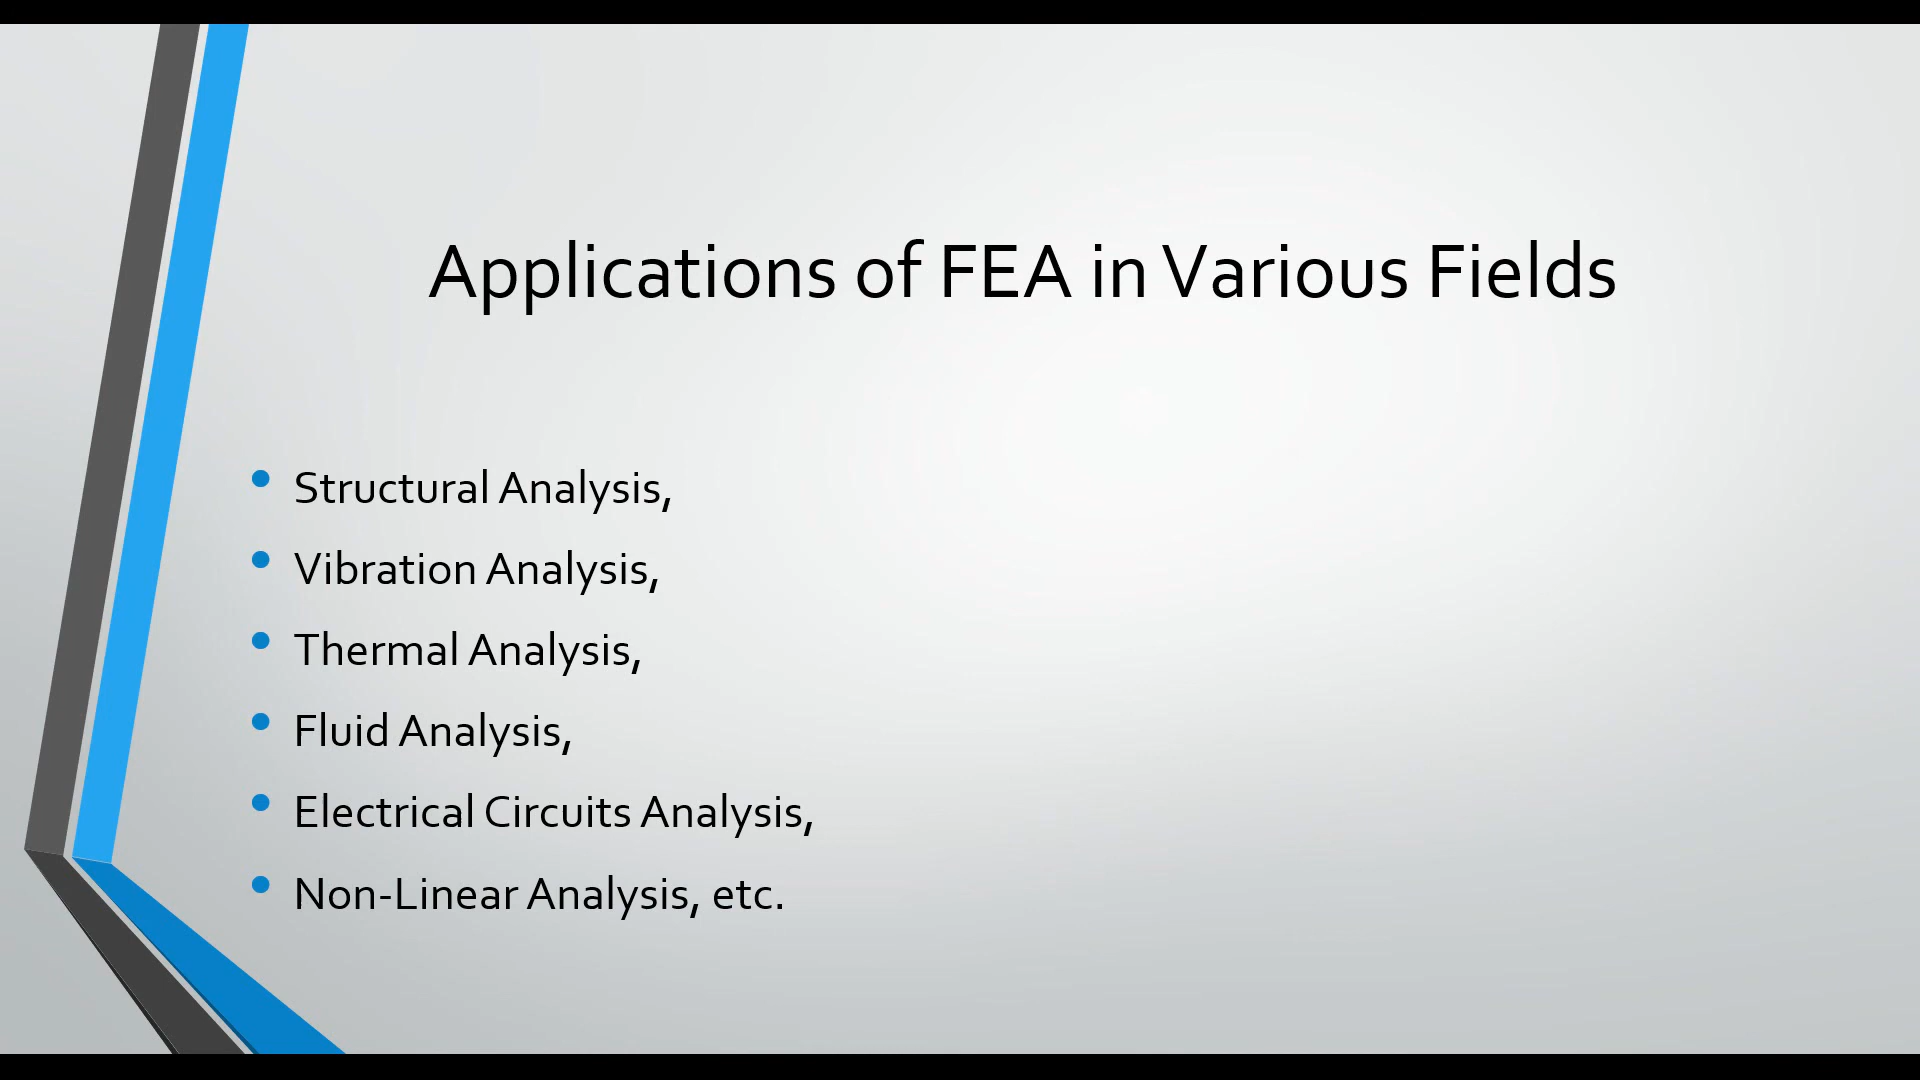 Applications of FEA in Various Fields
• Structural Analysis,
• Vibration Analysis,
• Thermal Analysis,
• Fluid Analysis,
• Electrical Circuits Analysis,
• Non-Linear Analysis, etc.